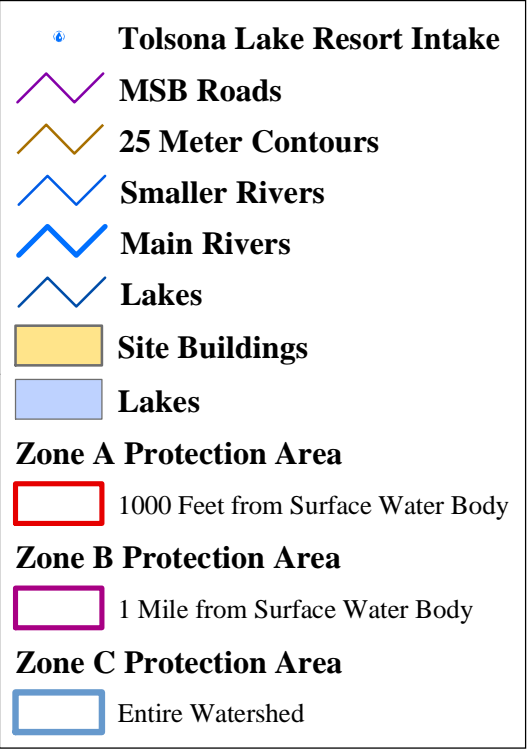 Tolsona Lake Resort Intake
MSB Roads
25 Meter Contours
Smaller Rivers
Main Rivers
Lakes
Site Buildings
Lakes
Zone A Protection Area
1000 Feet from Surface Water Body
Zone B Protection Area
1 Mile from Surface Water Body
Zone C Protection Area
Entire Watershed